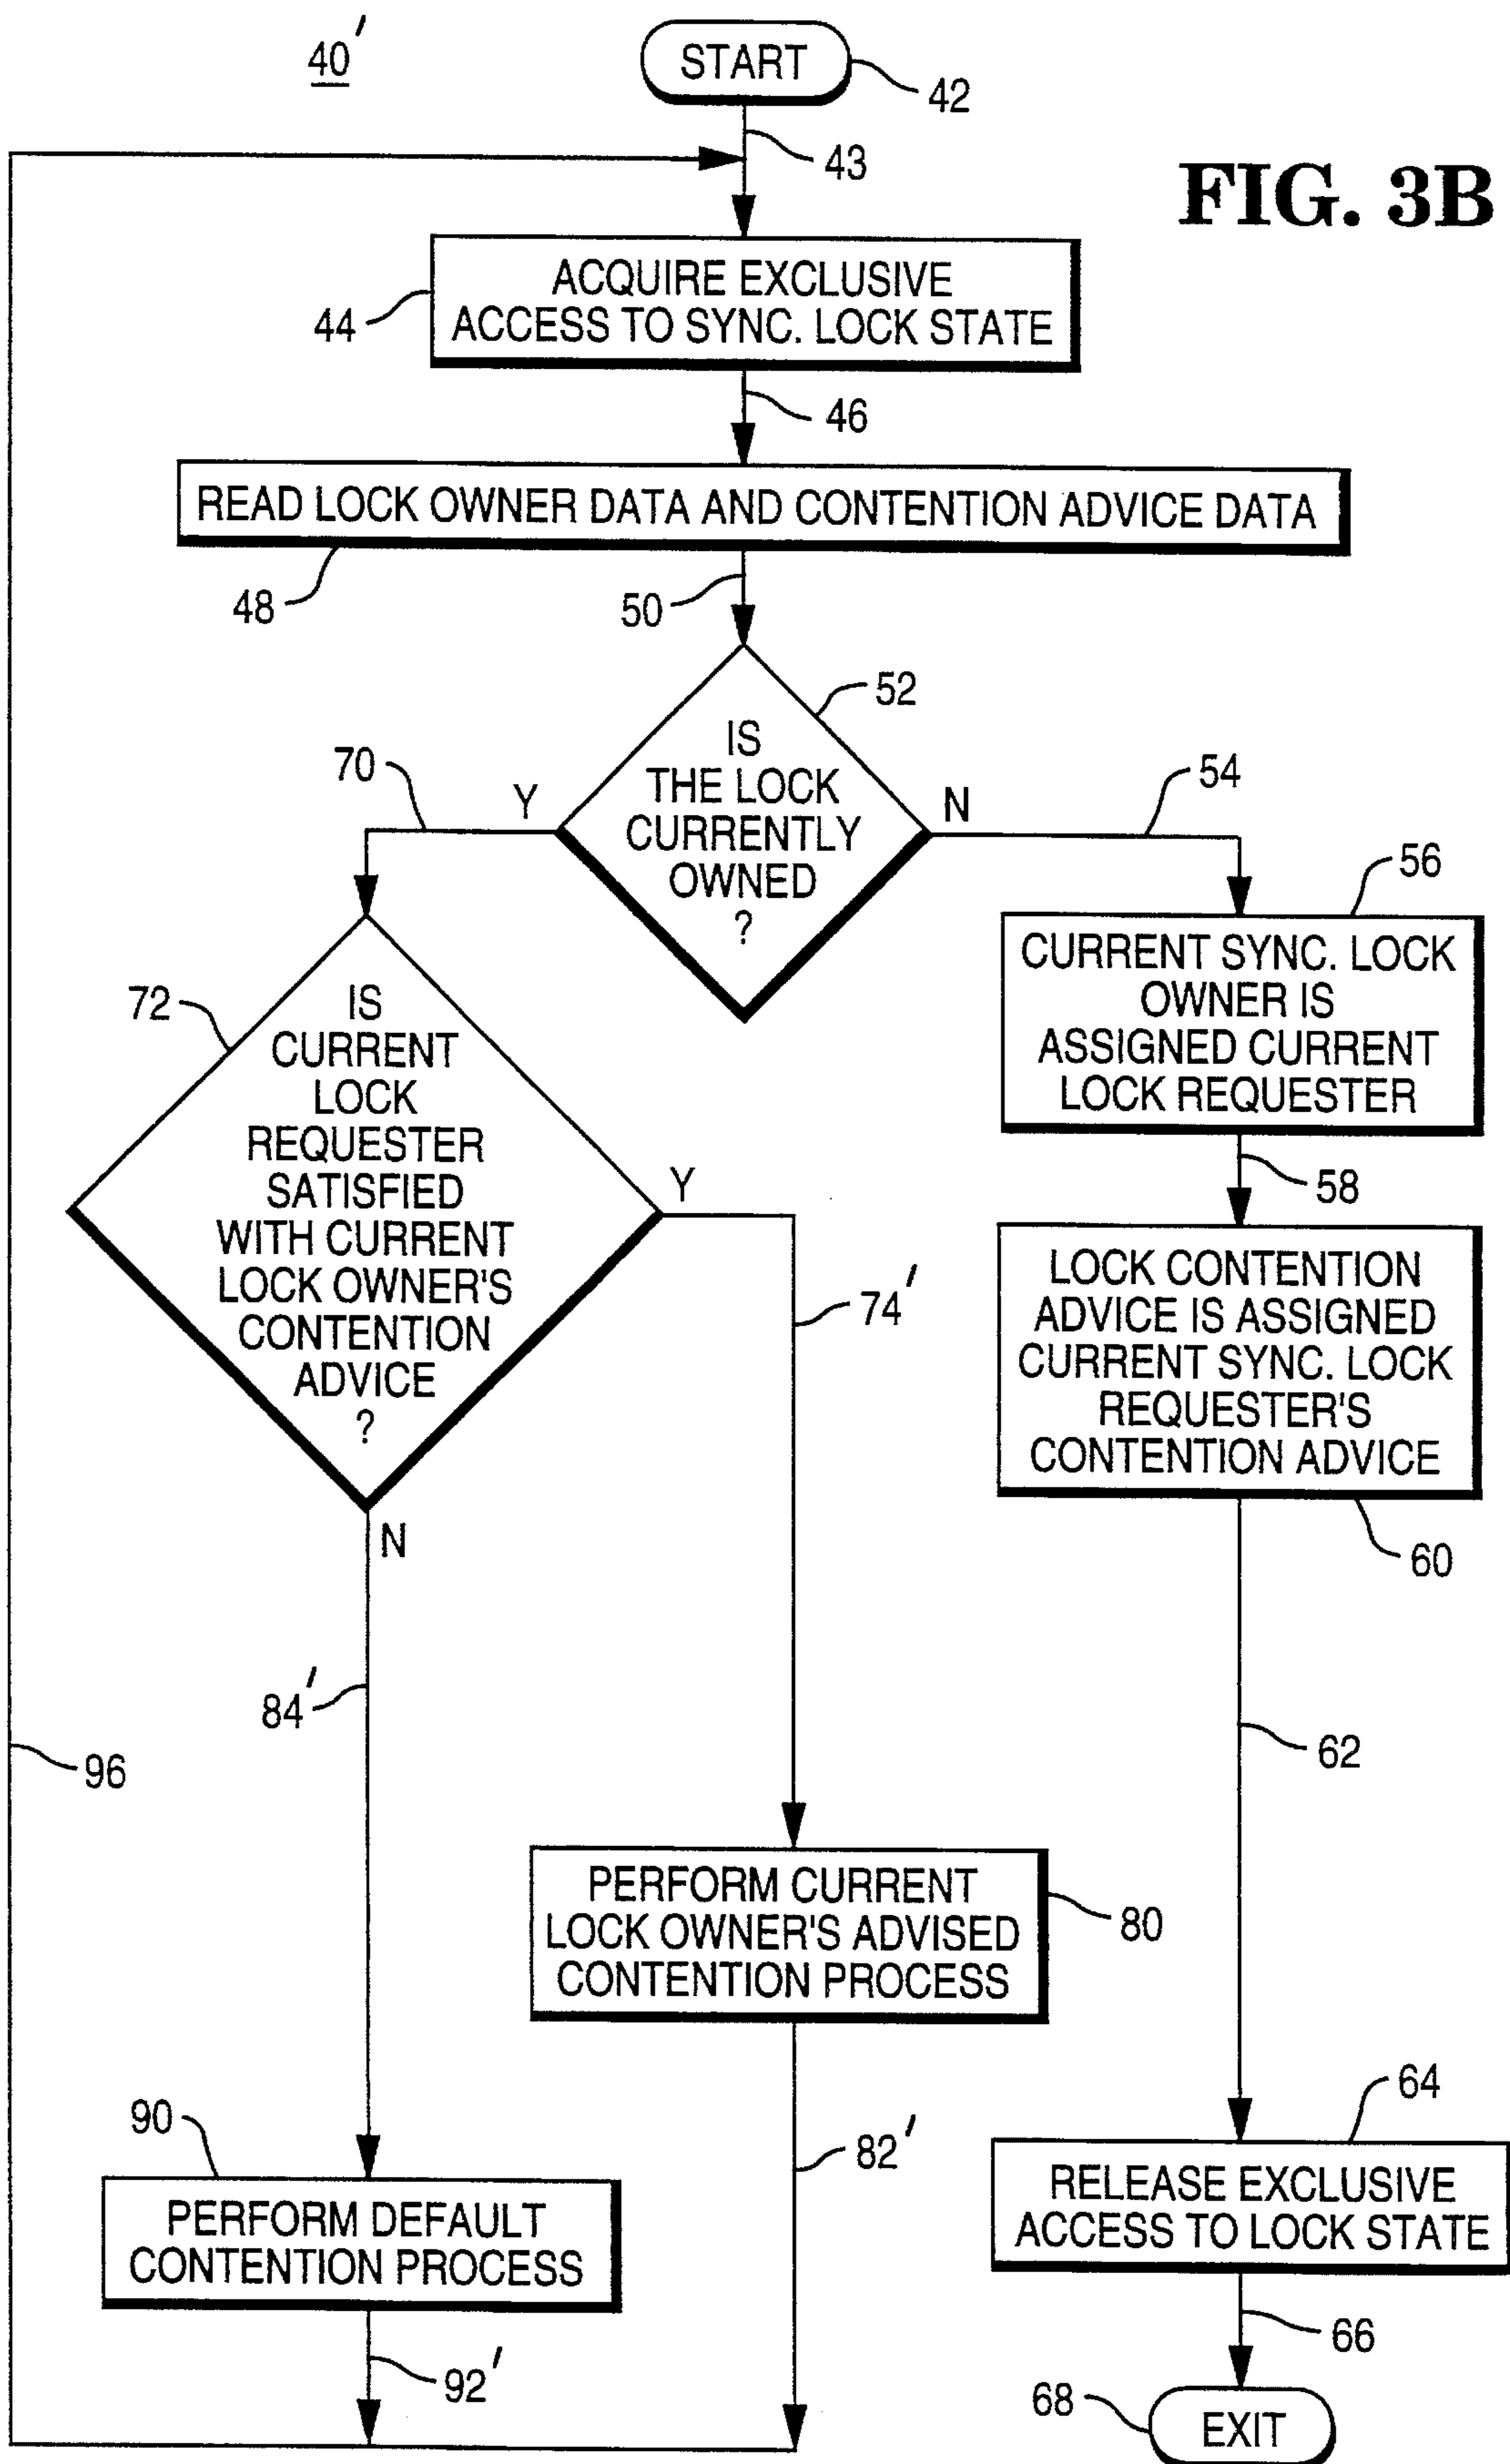 40'
START
42
43
FIG. 3B
ACQUIRE EXCLUSIVE
ACCESS TO SYNC. LOCK STATE
44
46
READ LOCK OWNER DATA AND CONTENTION ADVICE DATA
48
50
52
IS
THE LOCK
CURRENTLY
OWNED
?
70
Y
N
54
56
CURRENT SYNC. LOCK
OWNER IS
ASSIGNED CURRENT
LOCK REQUESTER
58
72
IS
CURRENT
LOCK
REQUESTER
SATISFIED
WITH CURRENT
LOCK OWNER'S
CONTENTION
ADVICE
?
Y
N
74'
LOCK CONTENTION
ADVICE IS ASSIGNED
CURRENT SYNC. LOCK
REQUESTER'S
CONTENTION ADVICE
60
84'
62
96
PERFORM CURRENT
LOCK OWNER'S ADVISED
CONTENTION PROCESS
80
82'
64
90
PERFORM DEFAULT
CONTENTION PROCESS
92'
RELEASE EXCLUSIVE
ACCESS TO LOCK STATE
66
68
EXIT